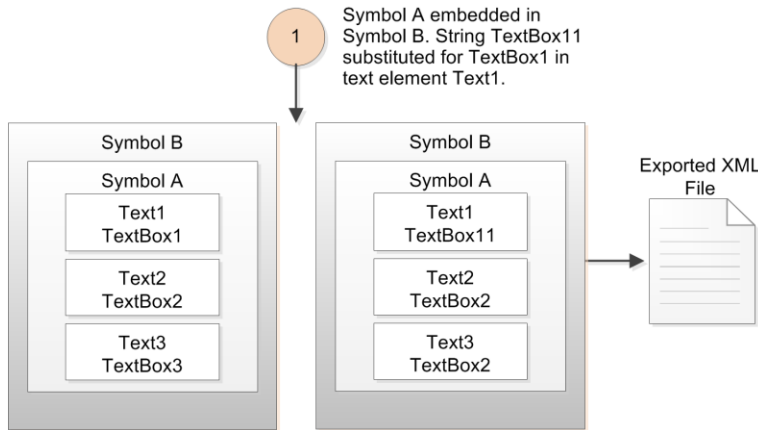 1
Symbol A embedded in
Symbol B. String TextBox11
substituted for TextBox1 in
text element Text1.
Symbol B
Symbol A
Text1
TextBox1
Text2
TextBox2
Text3
TextBox3
Symbol B
Symbol A
Text1
TextBox11
Text2
TextBox2
Text3
TextBox2
Exported XML
File